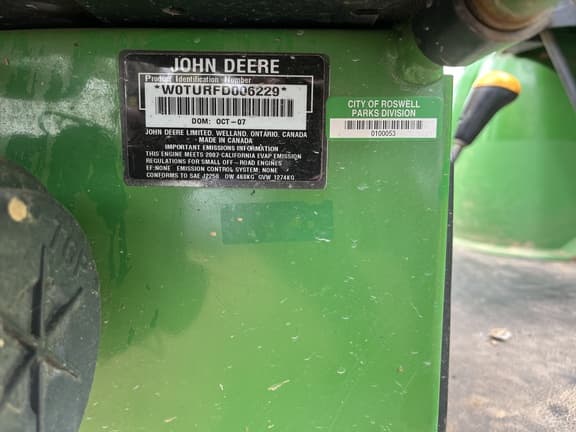 JOHN DEERE
Product Identification Number
*W0TURFD006229*
DOM: OCT-07
JOHN DEERE LIMITED, WELLAND, ONTARIO, CANADA
MADE IN CANADA
IMPORTANT EMISSIONS INFORMATION
THIS ENGINE MEETS 2007 CALIFORNIA EVAP EMISSION
REGULATIONS FOR SMALL OFF-ROAD ENGINES
EF:NONE EMISSION CONTROL SYSTEM: NONE
CONFORMS TO SAE J2258 OW 468KG GVW 1274KG
CITY OF ROSWELL
PARKS DIVISION
0100053
TOP